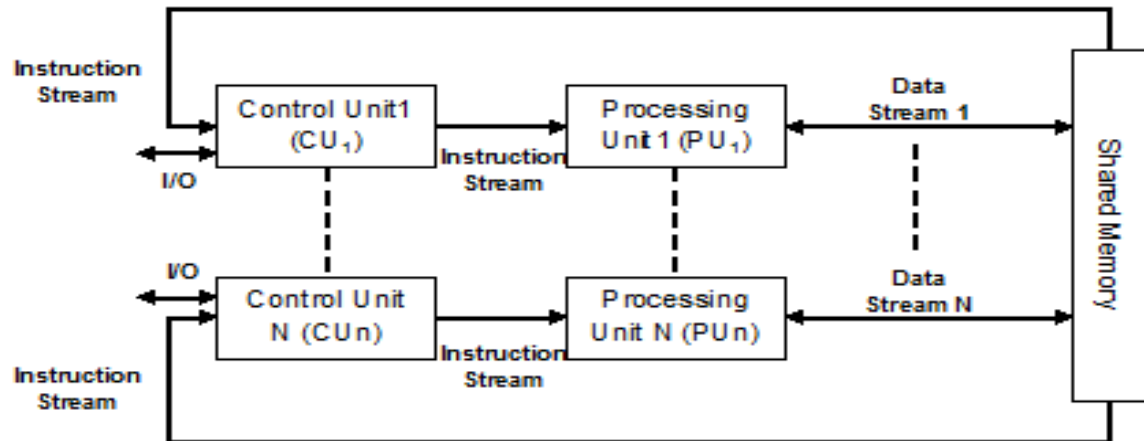 Instruction
Stream
Control Unit1
(CU₁)
I/O
Instruction
Stream
Processing
Unit 1 (PU₁)
Data
Stream 1
Shared Memory
I/O
Control Unit
N (CUn)
Instruction
Stream
Instruction
Stream
Processing
Unit N (PUn)
Data
Stream N